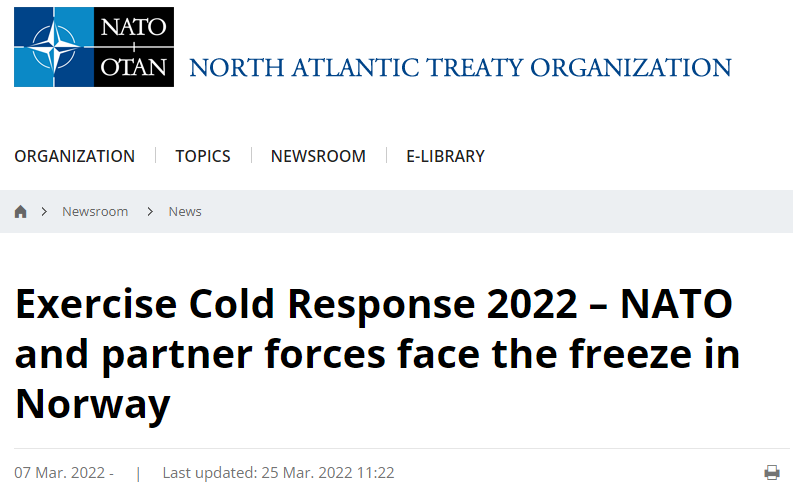 NATO
OTAN
NORTH ATLANTIC TREATY ORGANIZATION
ORGANIZATION | TOPICS | NEWSROOM | E-LIBRARY
> Newsroom > News
Exercise Cold Response 2022 – NATO
and partner forces face the freeze in
Norway
07 Mar. 2022 - | Last updated: 25 Mar. 2022 11:22